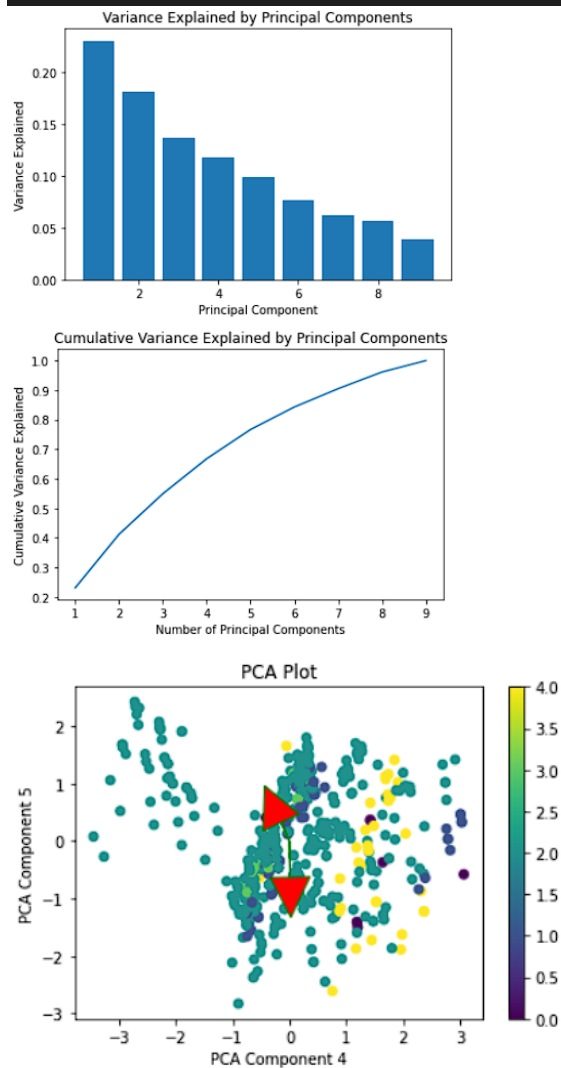 Variance Explained by Principal Components
0.20
0.15
0.10
0.05
0.00
Variance Explained
2 4 6 8
Principal Component
Cumulative Variance Explained by Principal Components
1.0
0.9
0.8
0.7
0.6
0.5
0.4
0.3
0.2
Cumulative Variance Explained
1 2 3 4 5 6 7 8 9
Number of Principal Components
PCA Plot
2
1
0
−1
−2
−3
PCA Component 5
−3 −2 −1 0 1 2 3
PCA Component 4
4.0
3.5
3.0
2.5
2.0
1.5
1.0
0.5
0.0